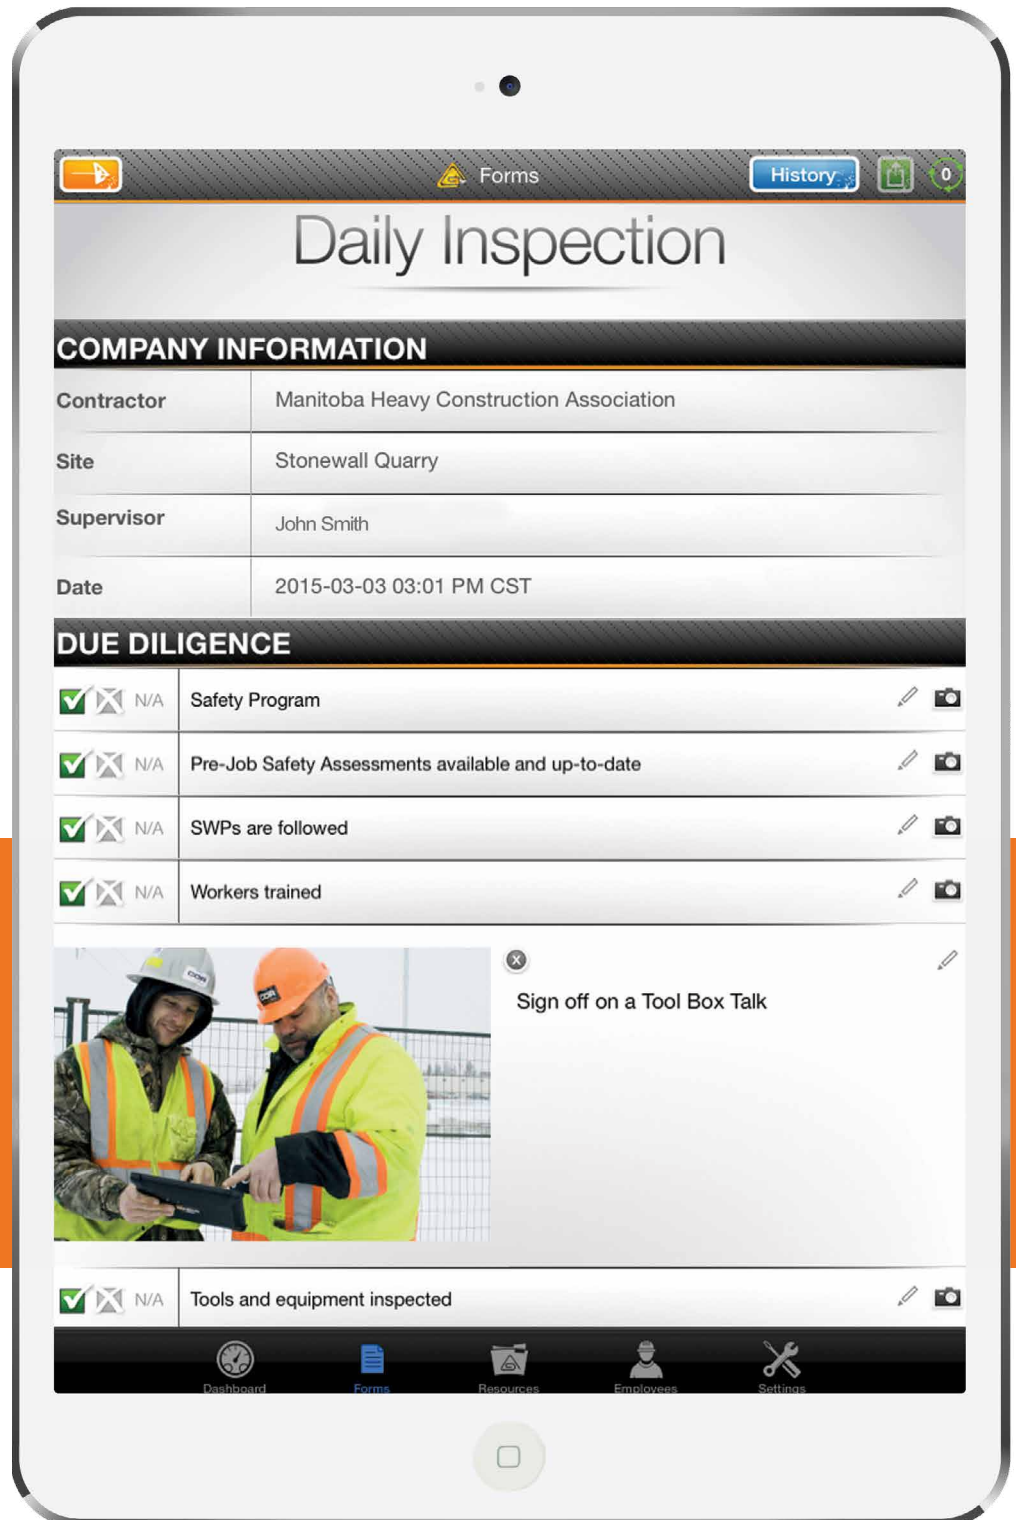 Forms
History
0
Daily Inspection
COMPANY INFORMATION
Contractor Manitoba Heavy Construction Association
Site Stonewall Quarry
Supervisor John Smith
Date 2015-03-03 03:01 PM CST
DUE DILIGENCE
N/A Safety Program
N/A Pre-Job Safety Assessments available and up-to-date
N/A SWPs are followed
N/A Workers trained
COR
COR
Sign off on a Tool Box Talk
N/A Tools and equipment inspected
Dashboard Forms Resources Employees Settings